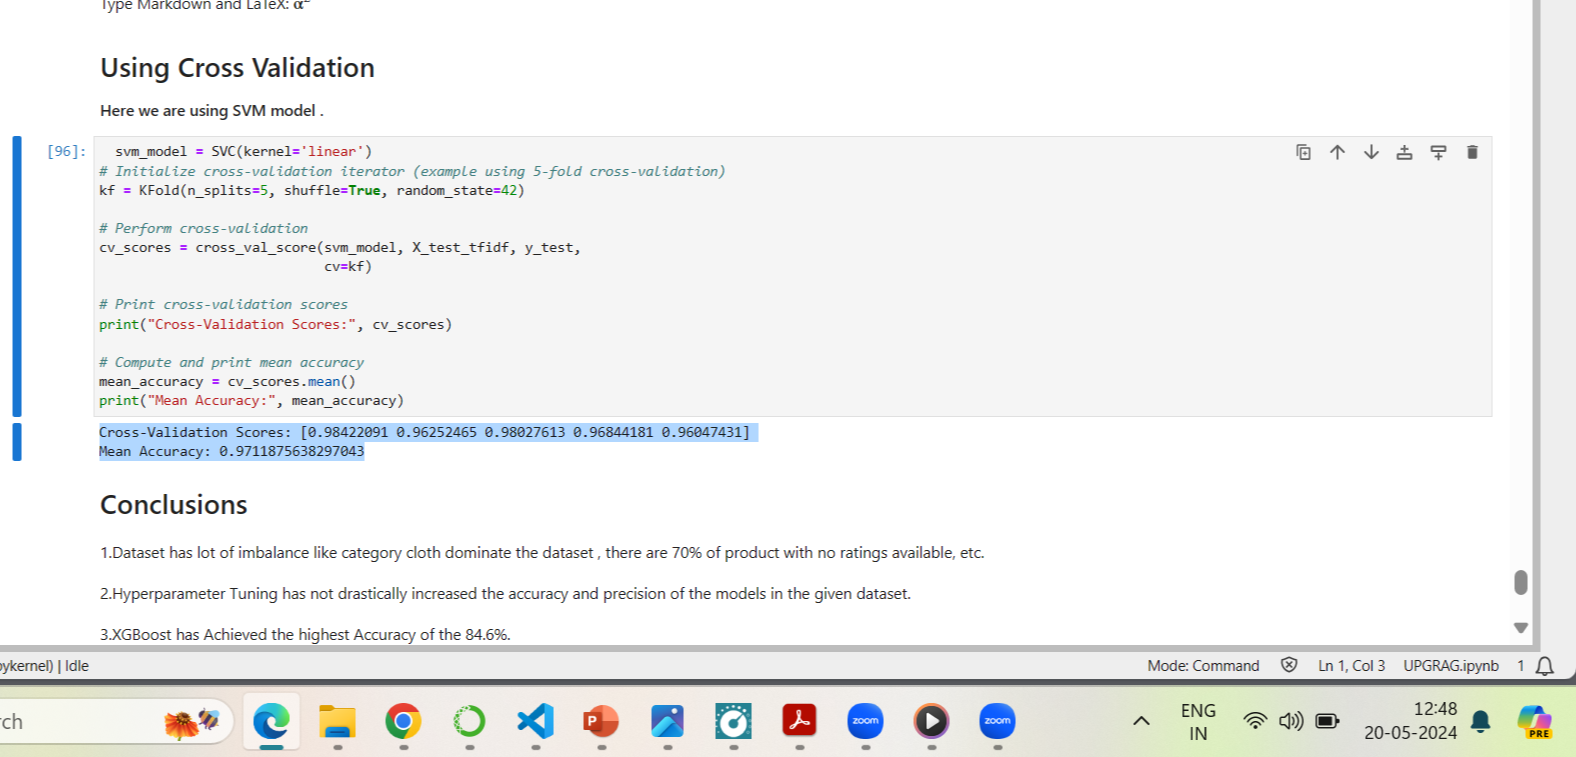 Type Markdown and LaTeX: α²
Using Cross Validation
Here we are using SVM model .
[96]:
svm_model = SVC(kernel='linear')
# Initialize cross-validation iterator (example using 5-fold cross-validation)
kf = KFold(n_splits=5, shuffle=True, random_state=42)
# Perform cross-validation
cv_scores = cross_val_score(svm_model, X_test_tfidf, y_test,
cv=kf)
# Print cross-validation scores
print("Cross-Validation Scores:", cv_scores)
# Compute and print mean accuracy
mean_accuracy = cv_scores.mean()
print("Mean Accuracy:", mean_accuracy)
Cross-Validation Scores: [0.98422091 0.96252465 0.98027613 0.96844181 0.96047431]
Mean Accuracy: 0.9711875638297043
Conclusions
1.Dataset has lot of imbalance like category cloth dominate the dataset , there are 70% of product with no ratings available, etc.
2.Hyperparameter Tuning has not drastically increased the accuracy and precision of the models in the given dataset.
3.XGBoost has Achieved the highest Accuracy of the 84.6%.
pykernel) | Idle
Mode: Command
Ln 1, Col 3
UPGRAG.ipynb
1
rch
P
zoom
zoom
ENG
IN
12:48
20-05-2024
PRE